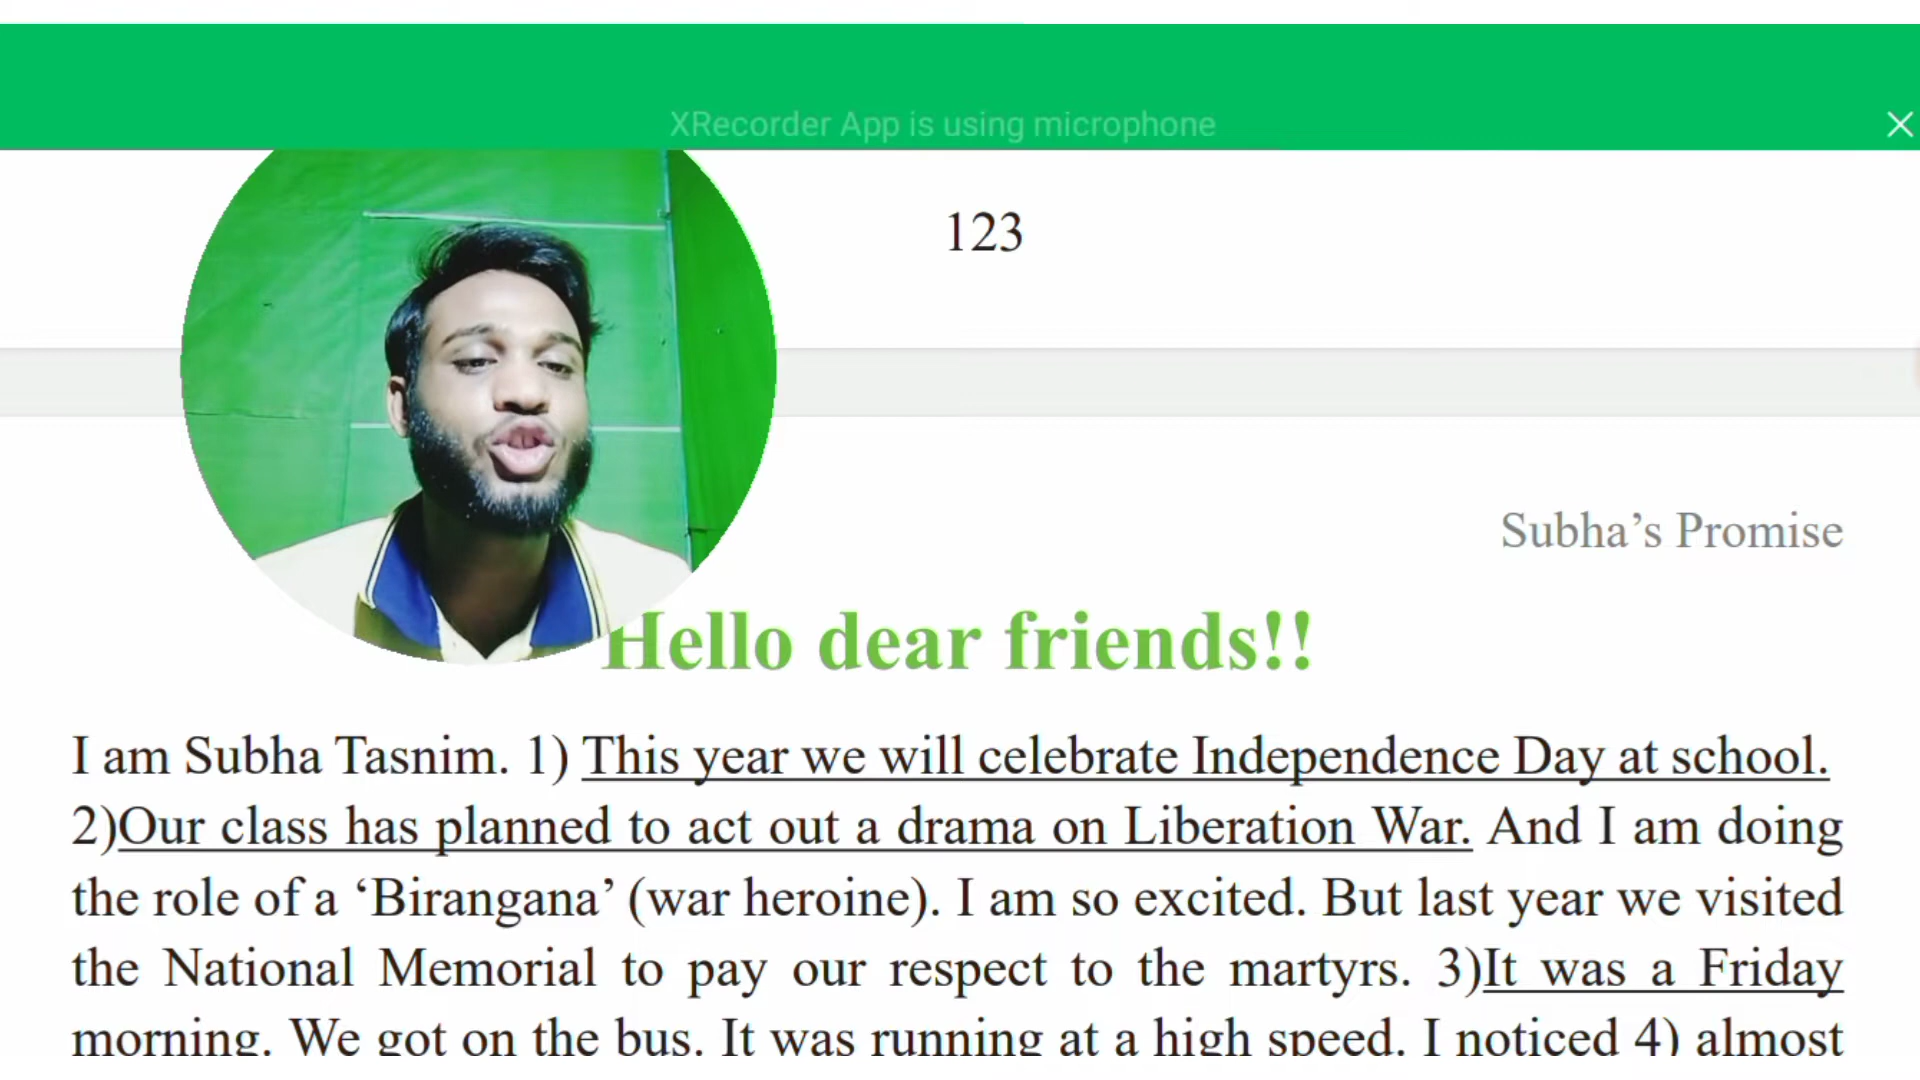 XRecorder App is using microphone
123
Subha’s Promise
Hello dear friends!!
I am Subha Tasnim. 1) This year we will celebrate Independence Day at school.
2)Our class has planned to act out a drama on Liberation War. And I am doing
the role of a ‘Birangana’ (war heroine). I am so excited. But last year we visited
the National Memorial to pay our respect to the martyrs. 3)It was a Friday
morning. We got on the bus. It was running at a high speed. I noticed 4) almost